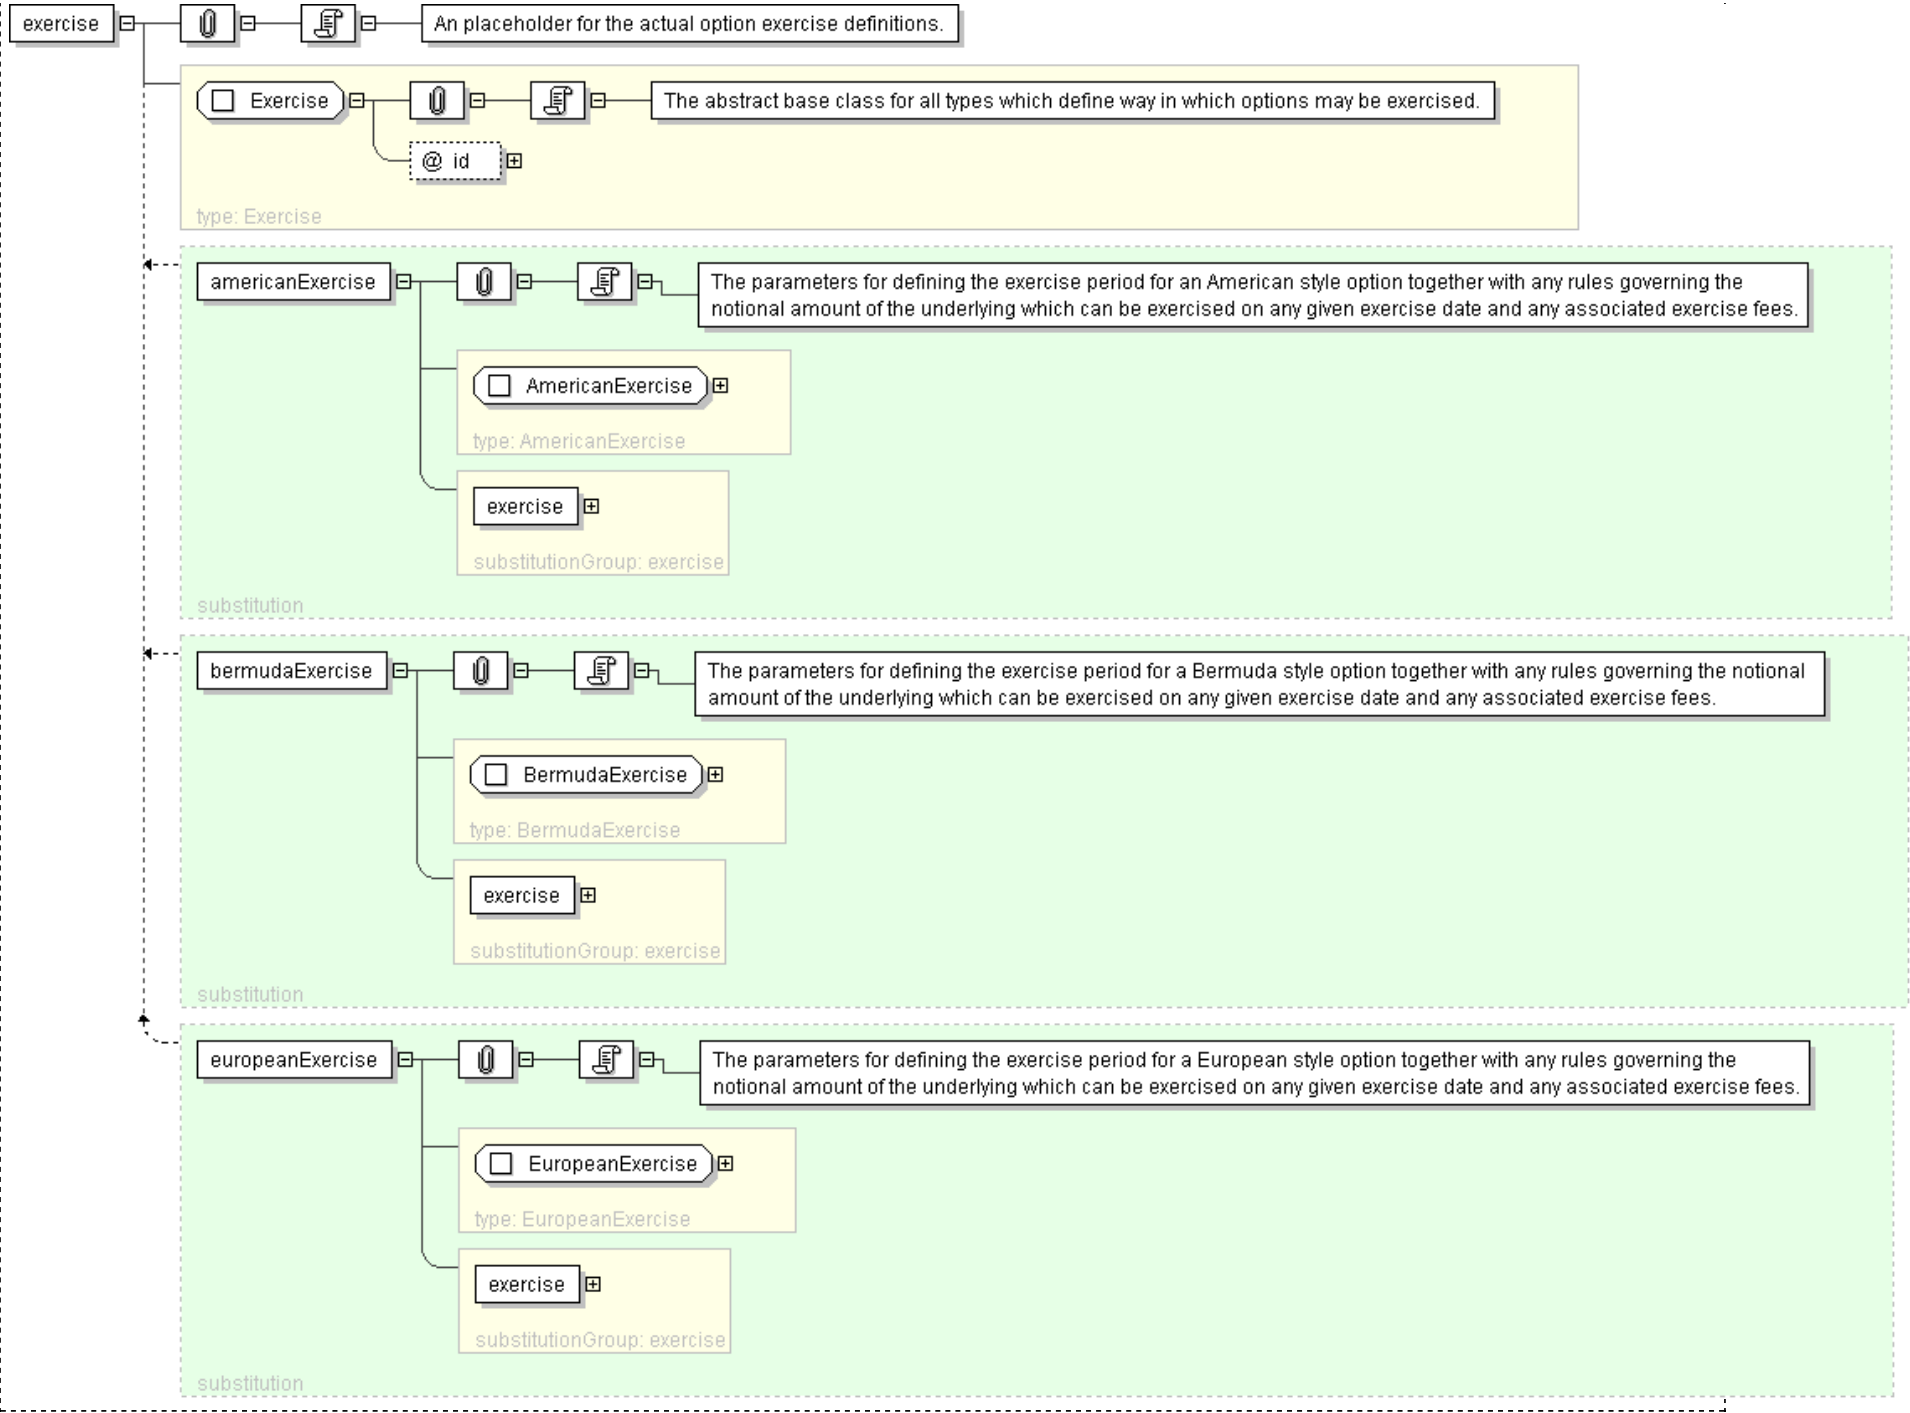 exercise
An placeholder for the actual option exercise definitions.
Exercise
The abstract base class for all types which define way in which options may be exercised.
@ id
type: Exercise
americanExercise
The parameters for defining the exercise period for an American style option together with any rules governing the
notional amount of the underlying which can be exercised on any given exercise date and any associated exercise fees.
AmericanExercise
type: AmericanExercise
exercise
substitutionGroup: exercise
substitution
bermudaExercise
The parameters for defining the exercise period for a Bermuda style option together with any rules governing the notional
amount of the underlying which can be exercised on any given exercise date and any associated exercise fees.
BermudaExercise
type: BermudaExercise
exercise
substitutionGroup: exercise
substitution
europeanExercise
The parameters for defining the exercise period for a European style option together with any rules governing the
notional amount of the underlying which can be exercised on any given exercise date and any associated exercise fees.
EuropeanExercise
type: EuropeanExercise
exercise
substitutionGroup: exercise
substitution